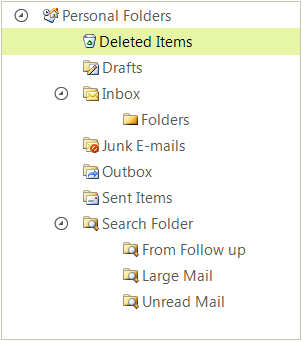 Personal Folders
Deleted Items
Drafts
Inbox
Folders
Junk E-mails
Outbox
Sent Items
Search Folder
From Follow up
Large Mail
Unread Mail